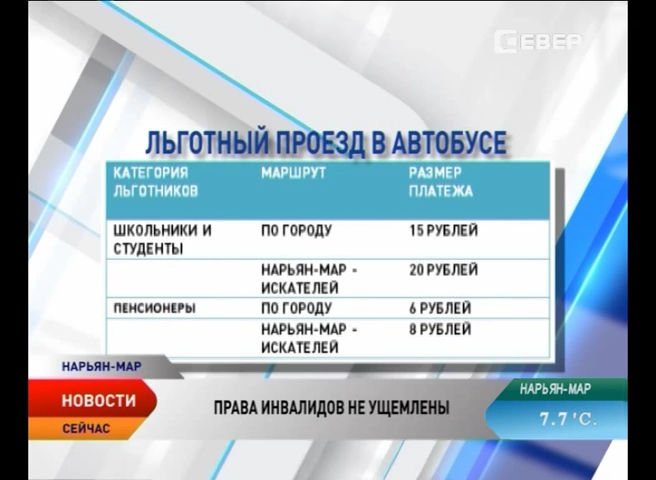 СЕВЕР
ЛЬГОТНЫЙ ПРОЕЗД В АВТОБУСЕ
КАТЕГОРИЯ ЛЬГОТНИКОВ МАРШРУТ РАЗМЕР ПЛАТЕЖА
ШКОЛЬНИКИ И СТУДЕНТЫ ПО ГОРОДУ 15 РУБЛЕЙ
НАРЬЯН-МАР - ИСКАТЕЛЕЙ 20 РУБЛЕЙ
ПЕНСИОНЕРЫ ПО ГОРОДУ 6 РУБЛЕЙ
НАРЬЯН-МАР - ИСКАТЕЛЕЙ 8 РУБЛЕЙ
НАРЬЯН-МАР
НОВОСТИ
СЕЙЧАС
ПРАВА ИНВАЛИДОВ НЕ УЩЕМЛЕНЫ
НАРЬЯН-МАР
7.7'C.